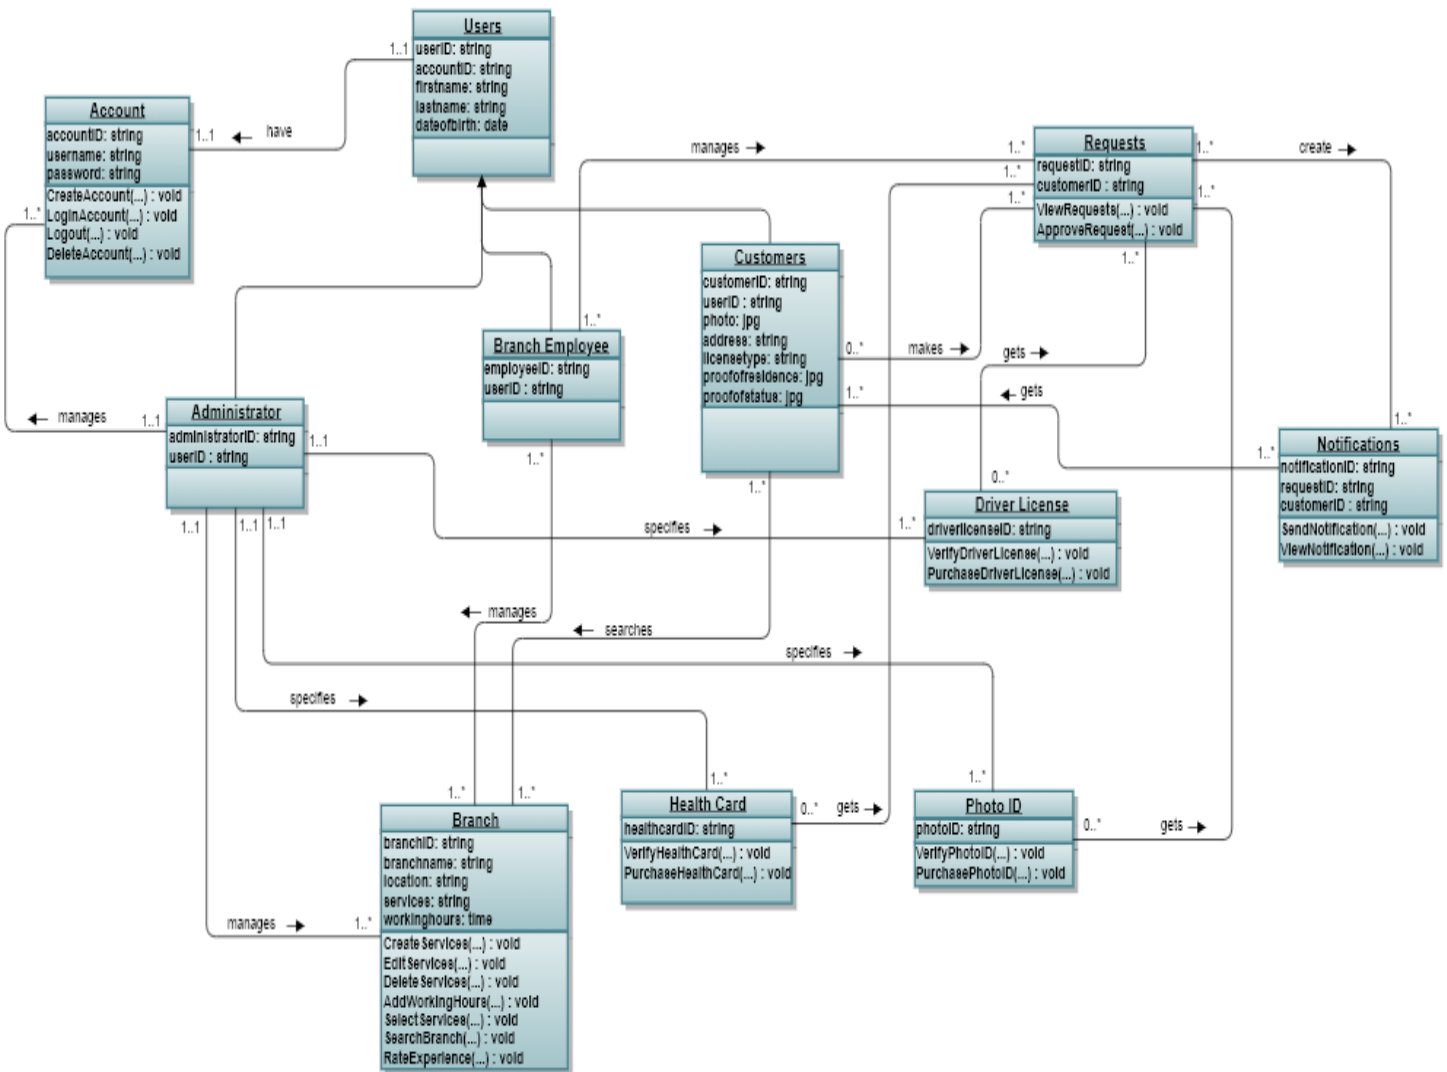 Users
userID: string
accountID: string
firstname: string
lastname: string
dateofbirth: date
1..1
Account
accountID: string
username: string
password: string
CreateAccount(...) : void
LoginAccount(...) : void
Logout(...) : void
DeleteAccount(...) : void
1..1
have
1..*
manages
1..1
manages
1..*
Requests
requestID: string
customerID : string
ViewRequests(...) : void
ApproveRequest(...) : void
1..*
1..*
1..*
1..*
1..*
create
Customers
customerID: string
userID : string
photo: jpg
address: string
licensetype: string
proofofresidence: jpg
proofofstatus: jpg
0..*
makes
1..*
gets
gets
1..*
Branch Employee
employeeID: string
userID : string
1..*
1..*
Administrator
administratorID: string
userID : string
1..1
1..1
1..1
1..1
1..*
Notifications
notificationID: string
requestID: string
customerID : string
SendNotification(...) : void
ViewNotification(...) : void
1..*
0..*
Driver License
driverlicenseID: string
VerifyDriverLicense(...) : void
PurchaseDriverLicense(...) : void
specifies
1..*
manages
searches
specifies
specifies
1..*
1..*
Branch
branchID: string
branchname: string
location: string
services: string
workinghours: time
CreateServices(...) : void
EditServices(...) : void
DeleteServices(...) : void
AddWorkingHours(...) : void
SelectServices(...) : void
SearchBranch(...) : void
RateExperience(...) : void
manages
1..*
1..*
Health Card
healthcardID: string
VerifyHealthCard(...) : void
PurchaseHealthCard(...) : void
0..*
gets
1..*
Photo ID
photoID: string
VerifyPhotoID(...) : void
PurchasePhotoID(...) : void
0..*
gets